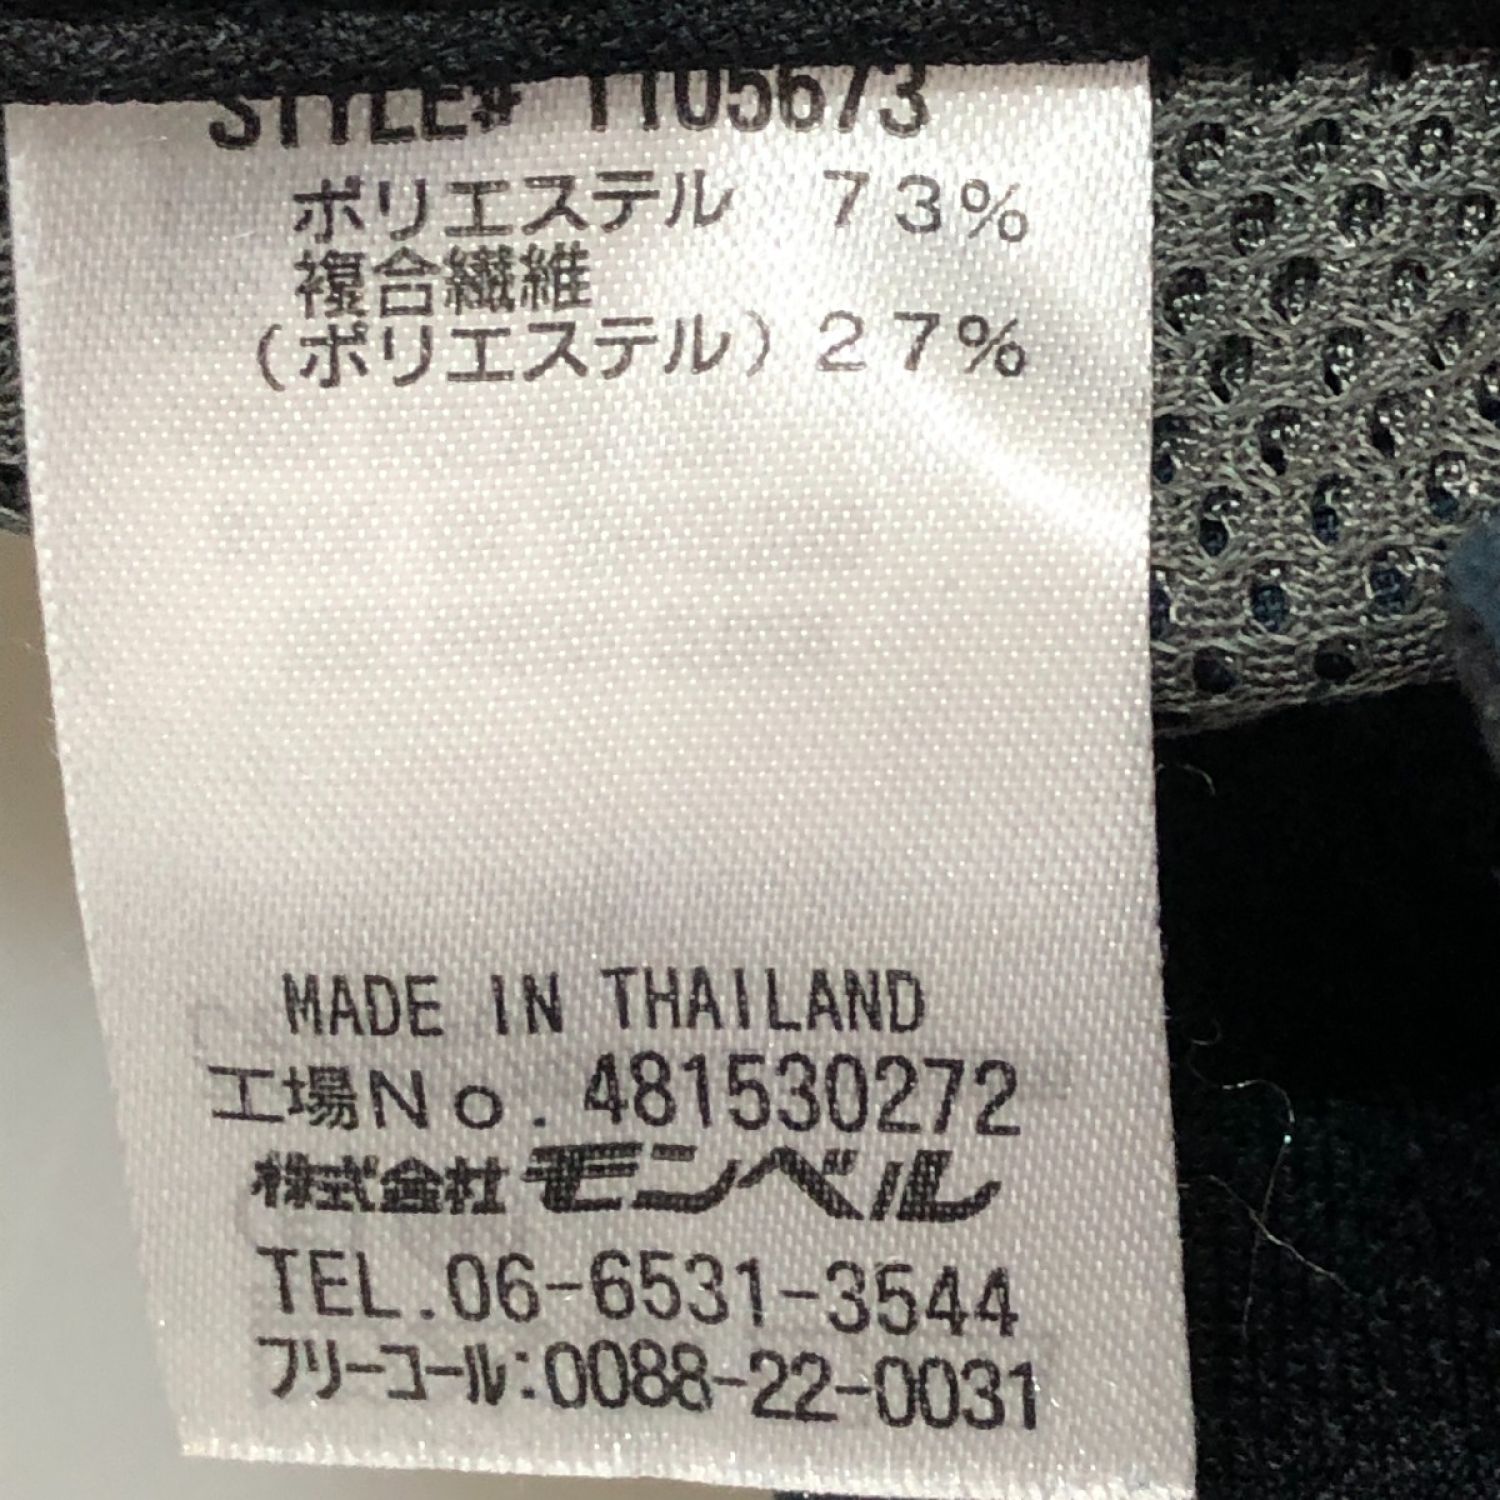 STYLE# 1105673
ポリエステル 73%
複合繊維
(ポリエステル) 27%
MADE IN THAILAND
工場No. 481530272
株式会社モンベル
TEL.06-6531-3544
フリーコール:0088-22-0031